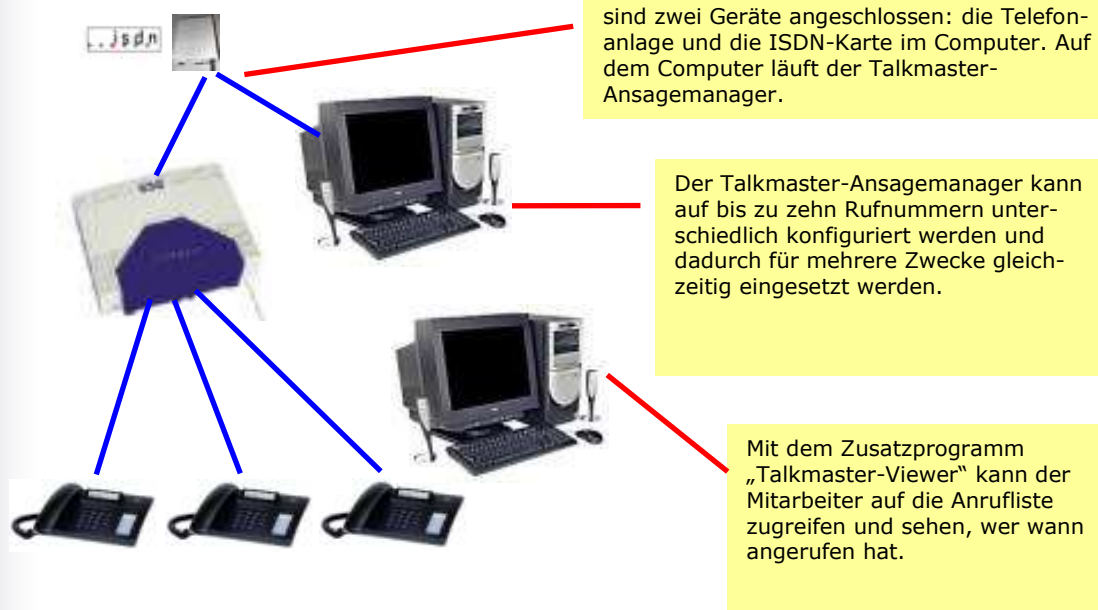 ..isdn
sind zwei Geräte angeschlossen: die Telefon-
anlage und die ISDN-Karte im Computer. Auf
dem Computer läuft der Talkmaster-
Ansagemanager.
Der Talkmaster-Ansagemanager kann
auf bis zu zehn Rufnummern unter-
schiedlich konfiguriert werden und
dadurch für mehrere Zwecke gleich-
zeitig eingesetzt werden.
Mit dem Zusatzprogramm
„Talkmaster-Viewer“ kann der
Mitarbeiter auf die Anrufliste
zugreifen und sehen, wer wann
angerufen hat.